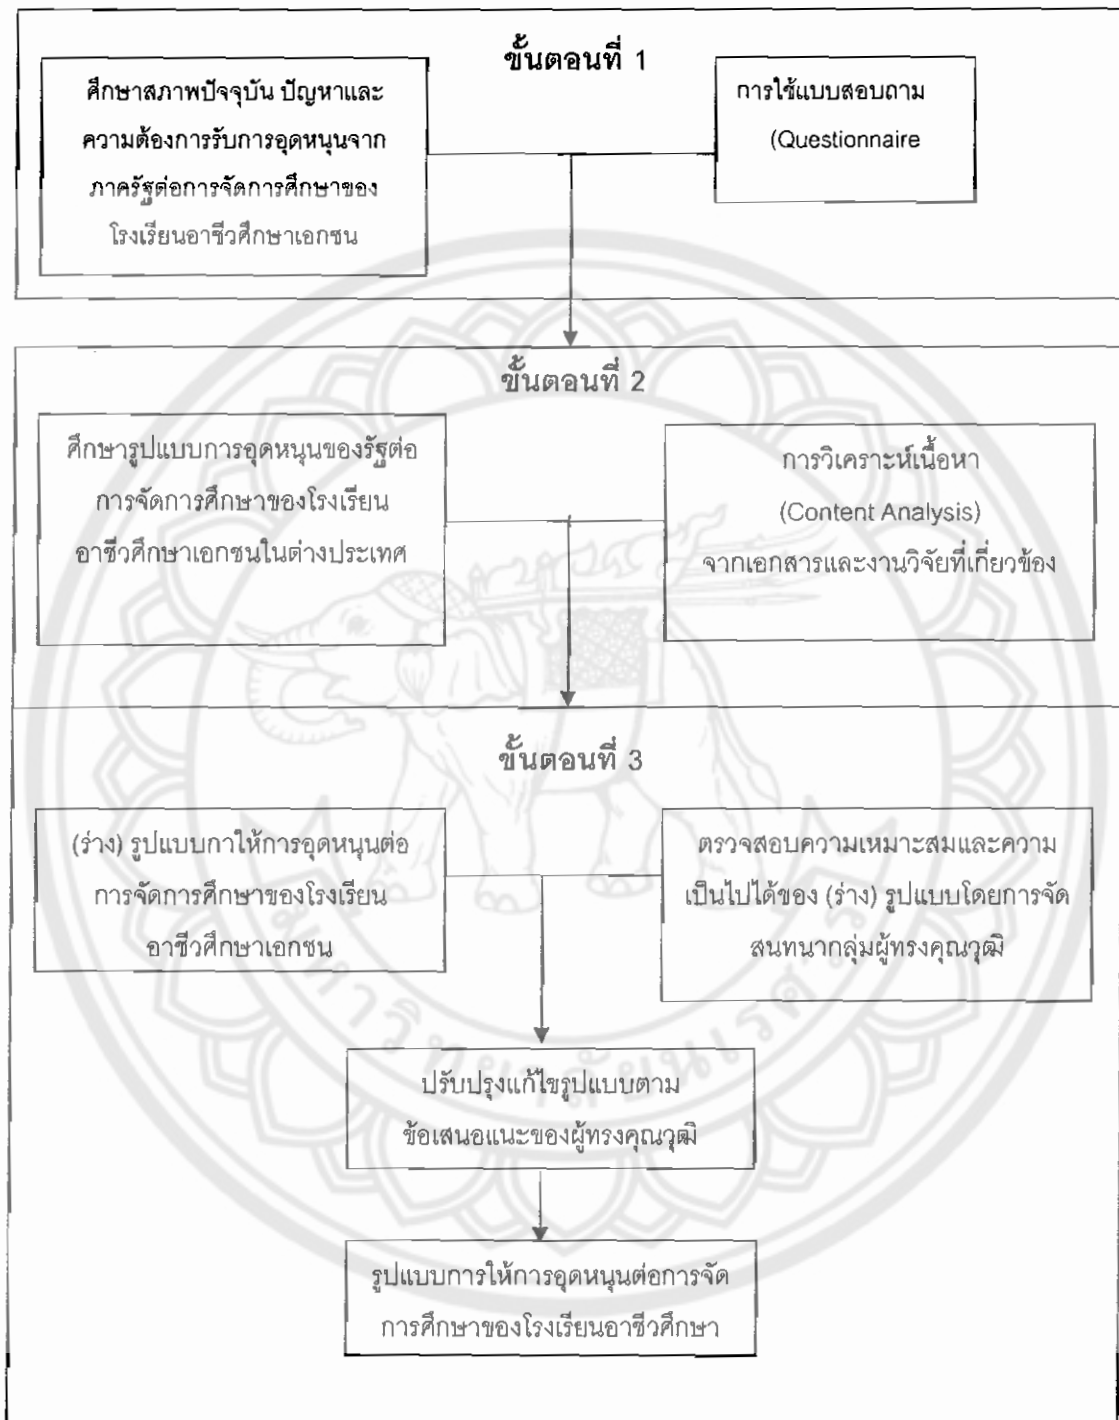 ขั้นตอนที่ 1
ศึกษาสภาพปัจจุบัน ปัญหาและ
ความต้องการรับการอุดหนุนจาก
ภาครัฐต่อการจัดการศึกษาของ
โรงเรียนอาชีวศึกษาเอกชน
การใช้แบบสอบถาม
(Questionnaire
ขั้นตอนที่ 2
ศึกษารูปแบบการอุดหนุนของรัฐต่อ
การจัดการศึกษาของโรงเรียน
อาชีวศึกษาเอกชนในต่างประเทศ
การวิเคราะห์เนื้อหา
(Content Analysis)
จากเอกสารและงานวิจัยที่เกี่ยวข้อง
ขั้นตอนที่ 3
(ร่าง) รูปแบบกาให้การอุดหนุนต่อ
การจัดการศึกษาของโรงเรียน
อาชีวศึกษาเอกชน
ตรวจสอบความเหมาะสมและความ
เป็นไปได้ของ (ร่าง) รูปแบบโดยการจัด
สนทนากลุ่มผู้ทรงคุณวุฒิ
ปรับปรุงแก้ไขรูปแบบตาม
ข้อเสนอแนะของผู้ทรงคุณวุฒิ
รูปแบบการให้การอุดหนุนต่อการจัด
การศึกษาของโรงเรียนอาชีวศึกษา
มหาวิทยาลัยนเรศวร